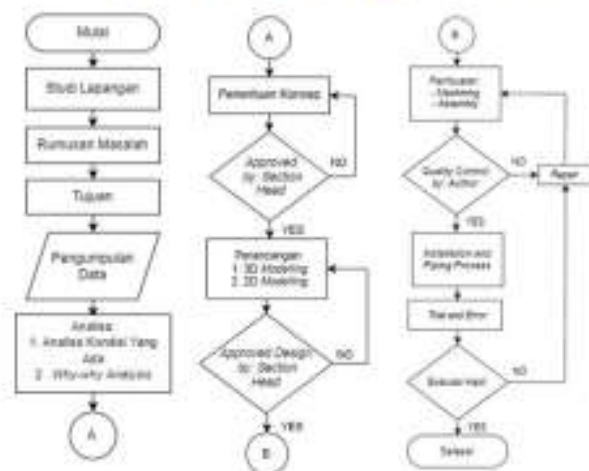 Mulai
Studi Lapangan
Rumusan Masalah
Tujuan
Pengumpulan
Data
Analisa:
1. Analisa Kondisi Yang
Ada
2. Why-why Analysis
A
A
Penentuan Konsep
Approved
by: Section
Head
NO
YES
Perancangan
1. 3D Modelling
2. 2D Modelling
Approved Design
by: Section
Head
NO
YES
B
B
Pembuatan:
- Machining
- Assembly
Quality Control
by: Author
NO
Repair
YES
Installation and
Piping Process
Trial and Error
Evaluasi Hasil
NO
YES
Selesai